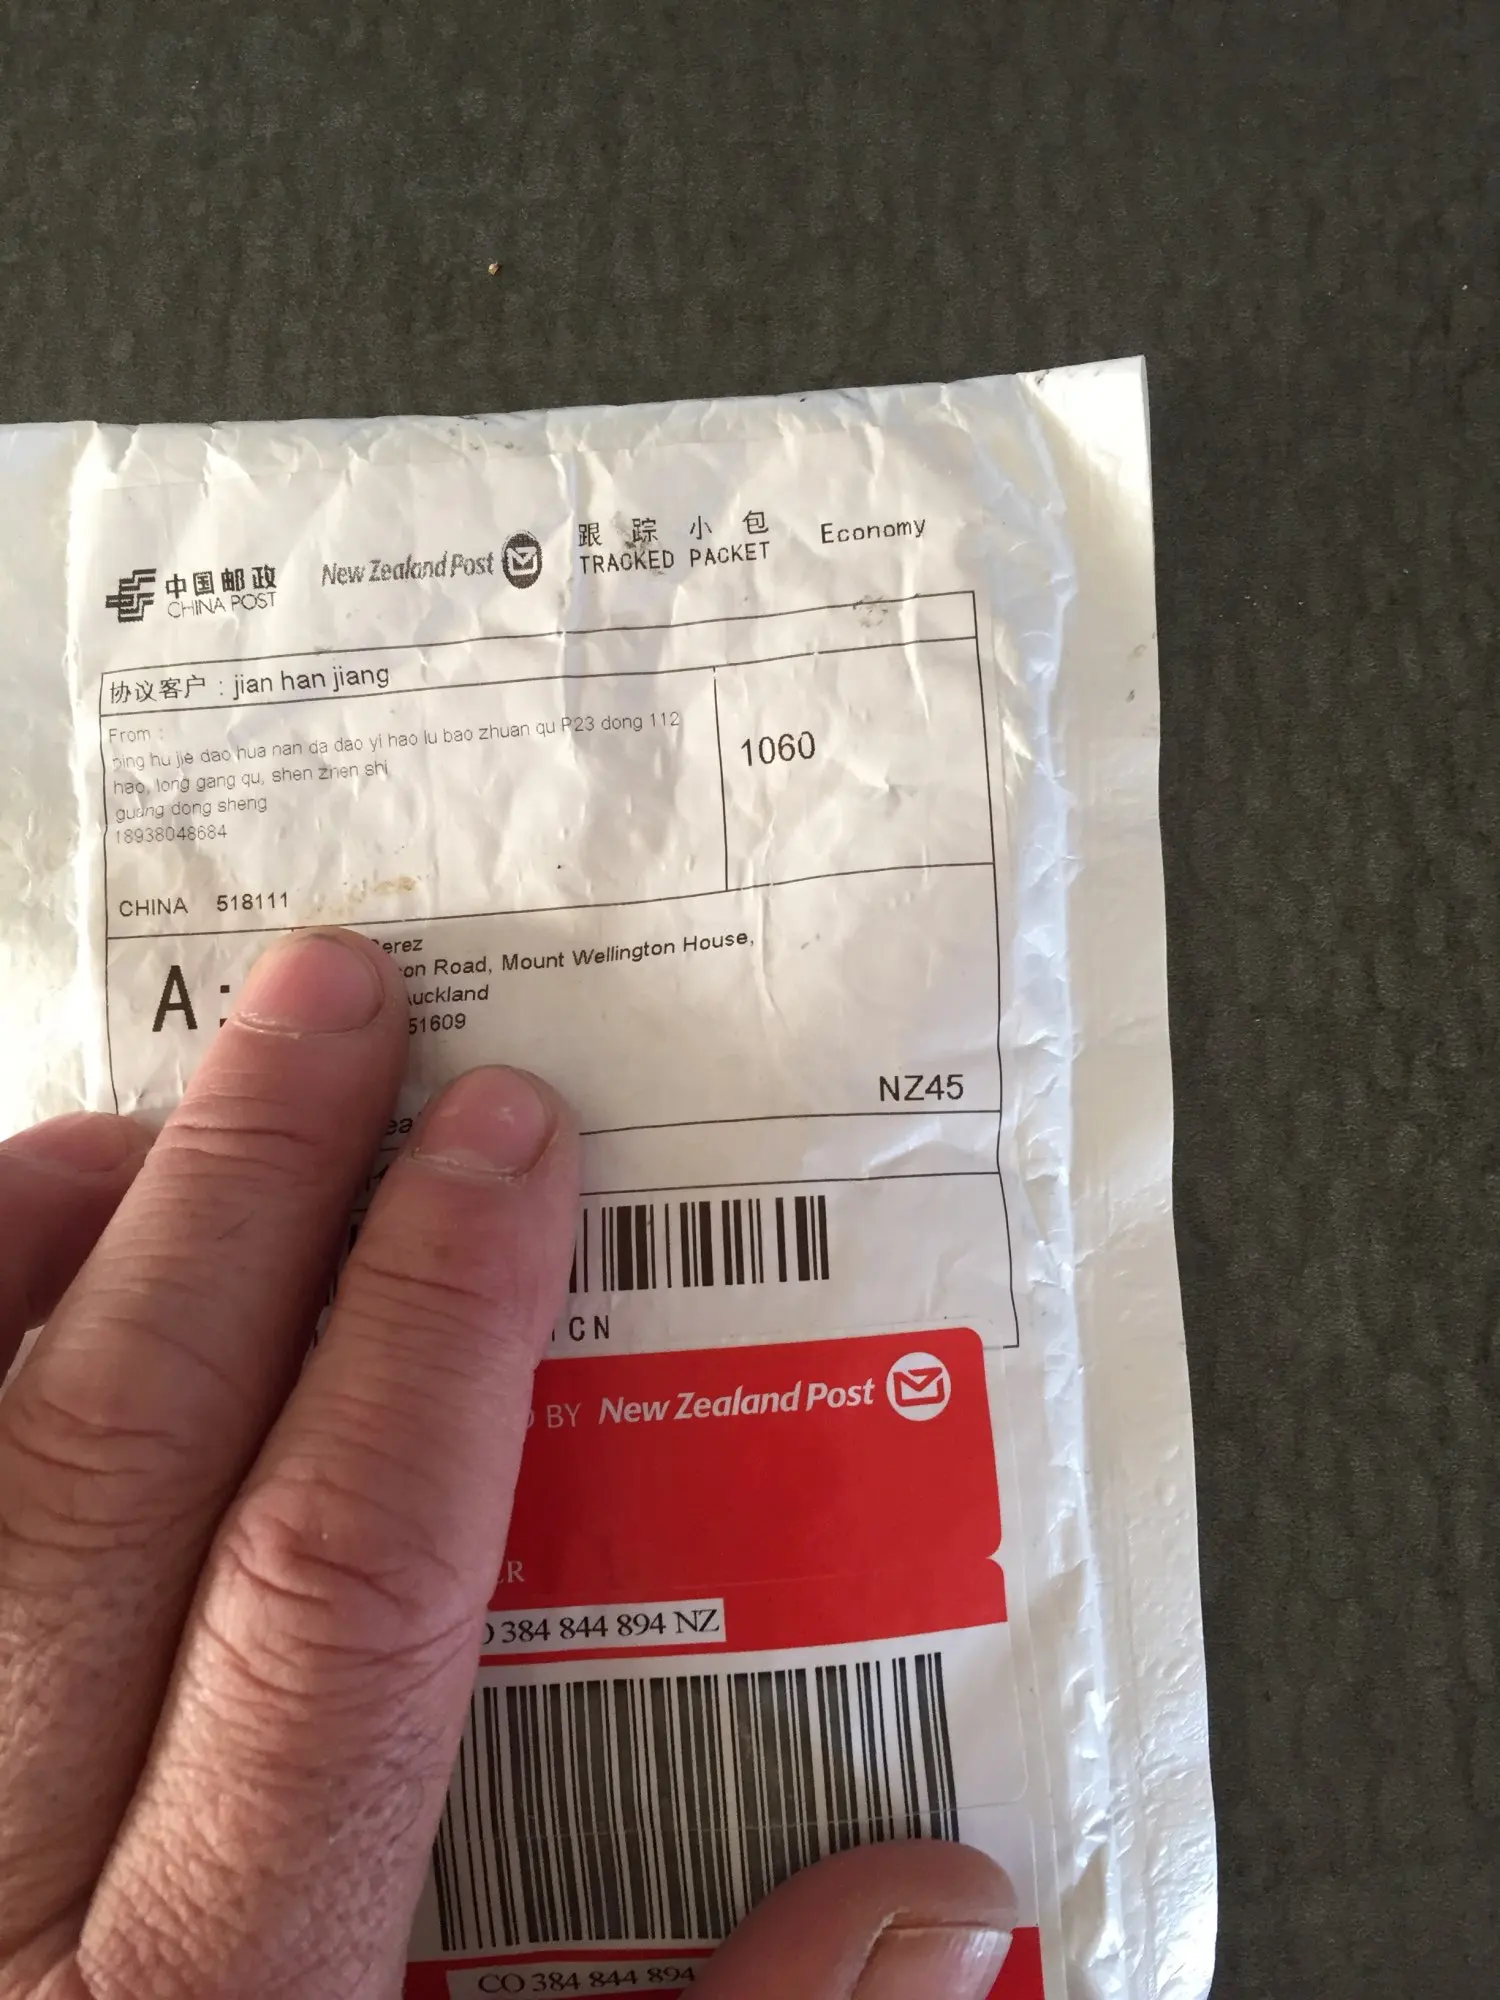 中国邮政
CHINA POST
New Zealand Post
跟踪小包
TRACKED PACKET
Economy
协议客户 : jian han jiang
From :
ping hu jie dao hua nan da dao yi hao lu bao zhuan qu P23 dong 112
hao, long gang qu, shen zhen shi
guang dong sheng
18938048684
CHINA 518111
1060
A :
erez
Road, Mount Wellington House,
Auckland
51609
NZ45
CN
BY New Zealand Post
384 844 894 NZ
CO 384 844 894